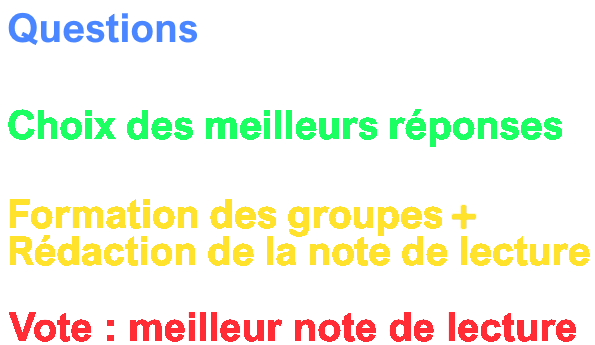 Questions
Choix des meilleurs réponses
Formation des groupes +
Rédaction de la note de lecture
Vote : meilleur note de lecture